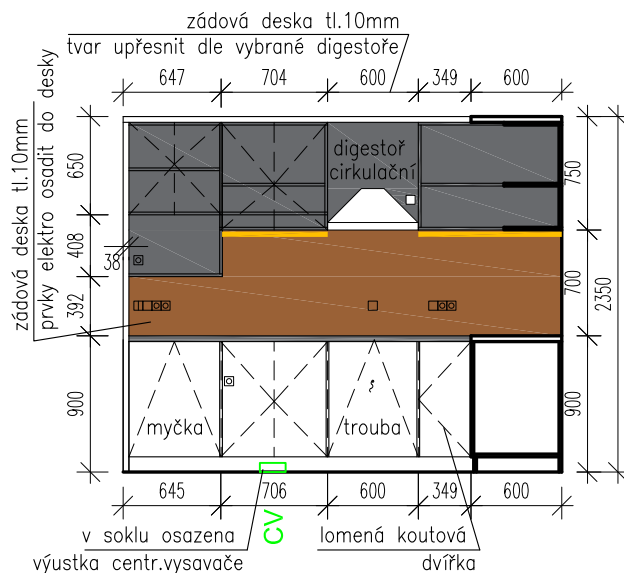 zádová deska tl.10mm
tvar upřesnit dle vybrané digestoře
647 704 600 349 600
zádová deska tl.10mm
prvky elektro osadit do desky
650
408
38
392
900
digestoř
cirkulační
750
700
900
2350
myčka
trouba
645 706 600 349 600
CV
v soklu osazena
výustka centr.vysavače
lomená koutová
dvířka